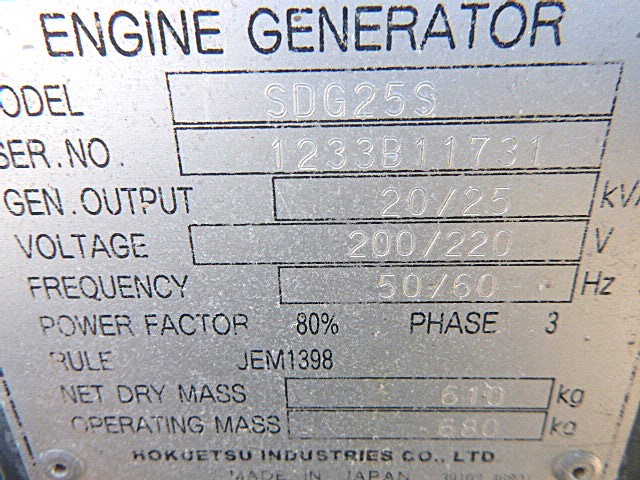 ENGINE GENERATOR
MODEL SDG25S
SER.NO. 1233B11731
GEN.OUTPUT 20/25 KVA
VOLTAGE 200/220 V
FREQUENCY 50/60 Hz
POWER FACTOR 80% PHASE 3
RULE JEM1398
NET DRY MASS 610 kg
OPERATING MASS 680 kg
HOKUETSU INDUSTRIES CO., LTD
MADE IN JAPAN